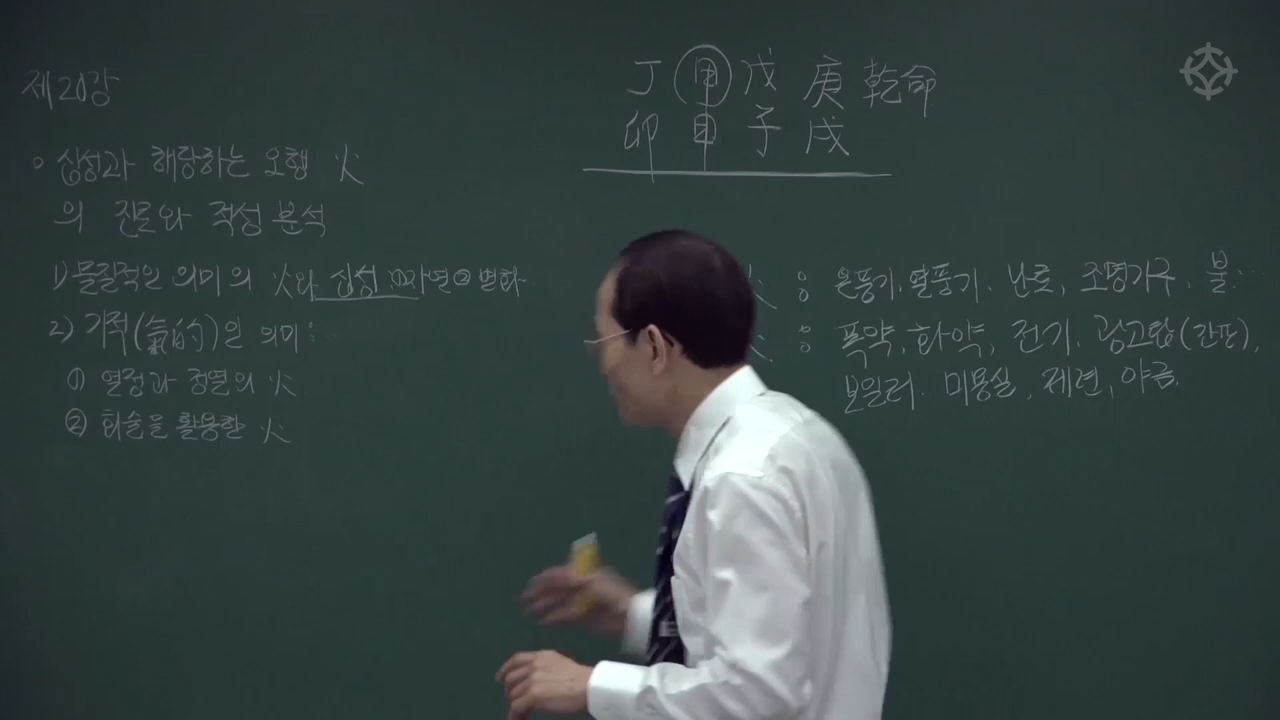 제20강
丁 甲 戊 庚 乾命
卯 子 戌
○ 십성과 해당하는 오행 火
의 진로와 적성 분석
1) 물질적인 의미의 火와 십성 변화
2) 기적(氣的)인 의미:
① 열정과 정열의 火
② 화술을 활용한 火
: 온풍기, 열풍기, 난로, 조명기구, 불...
: 폭약, 화약, 전기, 광고탑(간판),
보일러, 미용실, 제련, 야금,